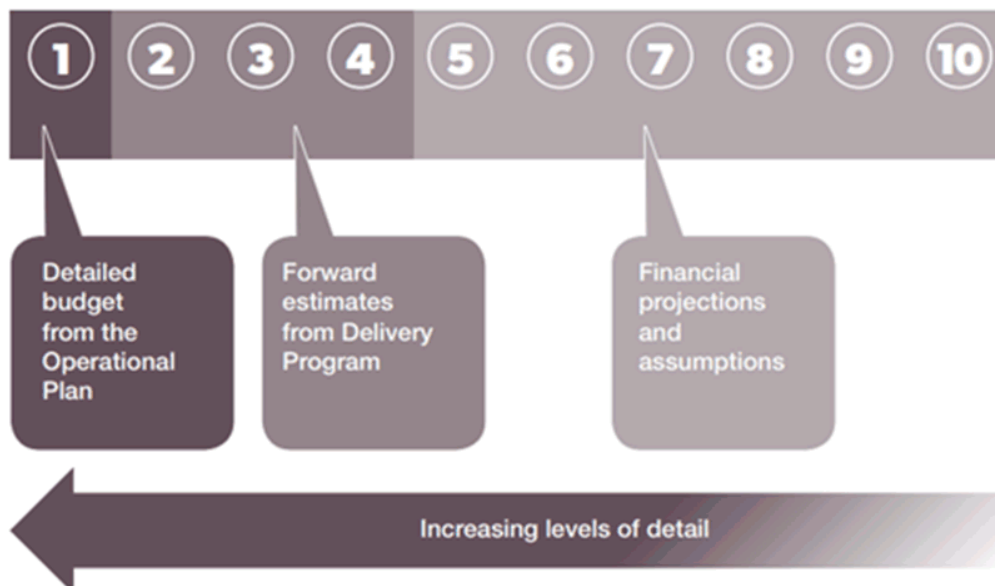 1 2 3 4 5 6 7 8 9 10
Detailed
budget
from the
Operational
Plan
Forward
estimates
from Delivery
Program
Financial
projections
and
assumptions
Increasing levels of detail